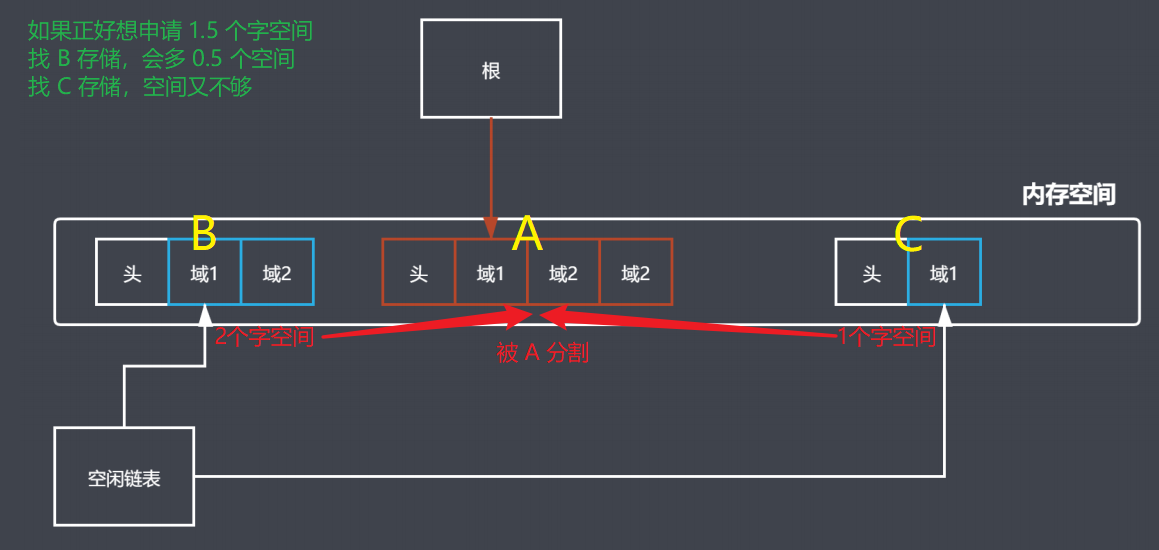 如果正好想申请 1.5 个字空间
找 B 存储，会多 0.5 个空间
找 C 存储，空间又不够
根
内存空间
B
A
C
头
域1
域2
头
域1
域2
域2
头
域1
2个字空间
被 A 分割
1个字空间
空闲链表